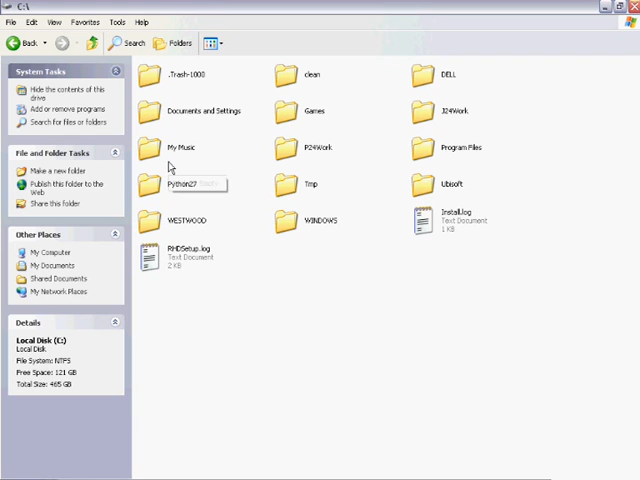 C:\
File Edit View Favorites Tools Help
Back Search Folders
System Tasks
Hide the contents of this
drive
Add or remove programs
Search for files or folders
File and Folder Tasks
Make a new folder
Publish this folder to the
Web
Share this folder
Other Places
My Computer
My Documents
Shared Documents
My Network Places
Details
Local Disk (C:)
Local Disk
File System: NTFS
Free Space: 121 GB
Total Size: 465 GB
.Trash-1000 clean DELL
Documents and Settings Games J24Work
My Music P24Work Program Files
Python27 Tmp Ubisoft
WESTWOOD WINDOWS Install.log
Text Document
1 KB
RHDSetup.log
Text Document
2 KB